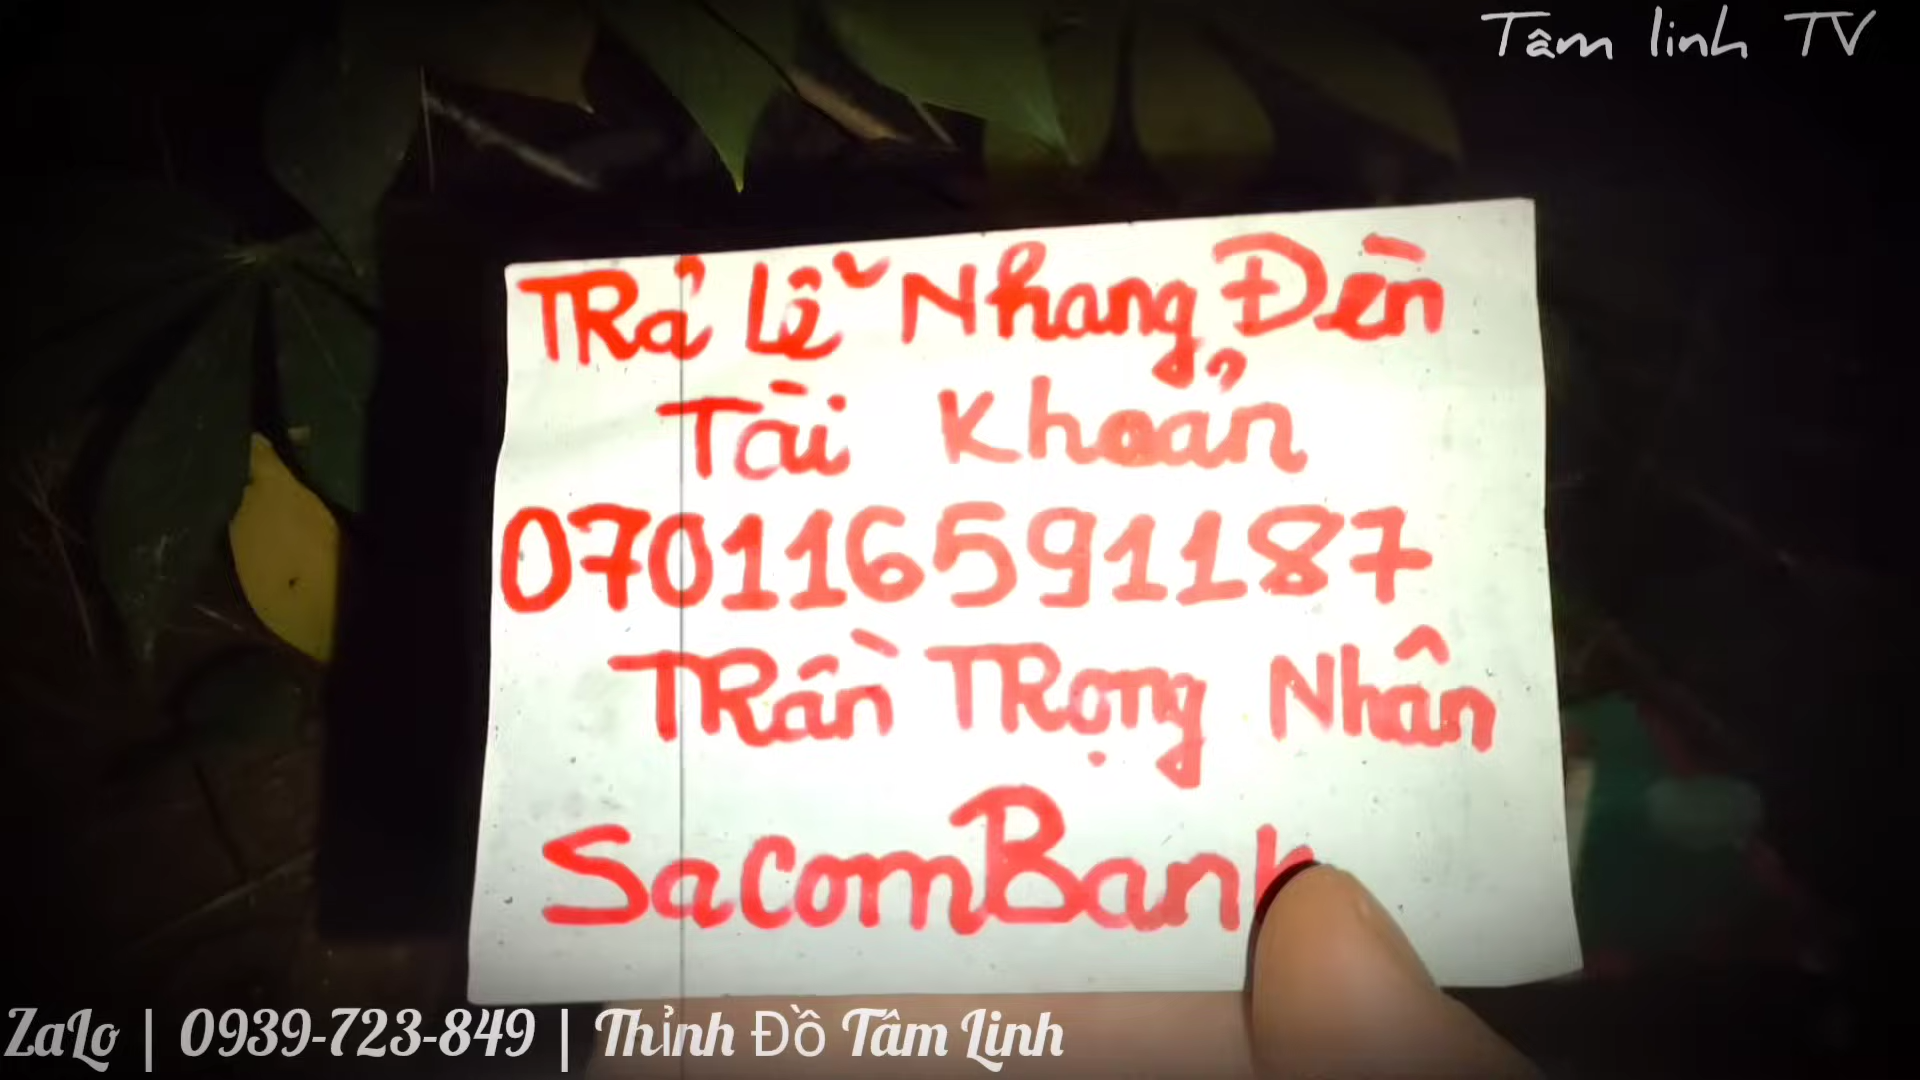 Tâm linh TV
TRả Lễ Nhang Đèn
Tài Khoản
070116591187
TRần TRọng Nhân
SacomBank
ZaLo | 0939-723-849 | Thỉnh Đồ Tâm Linh